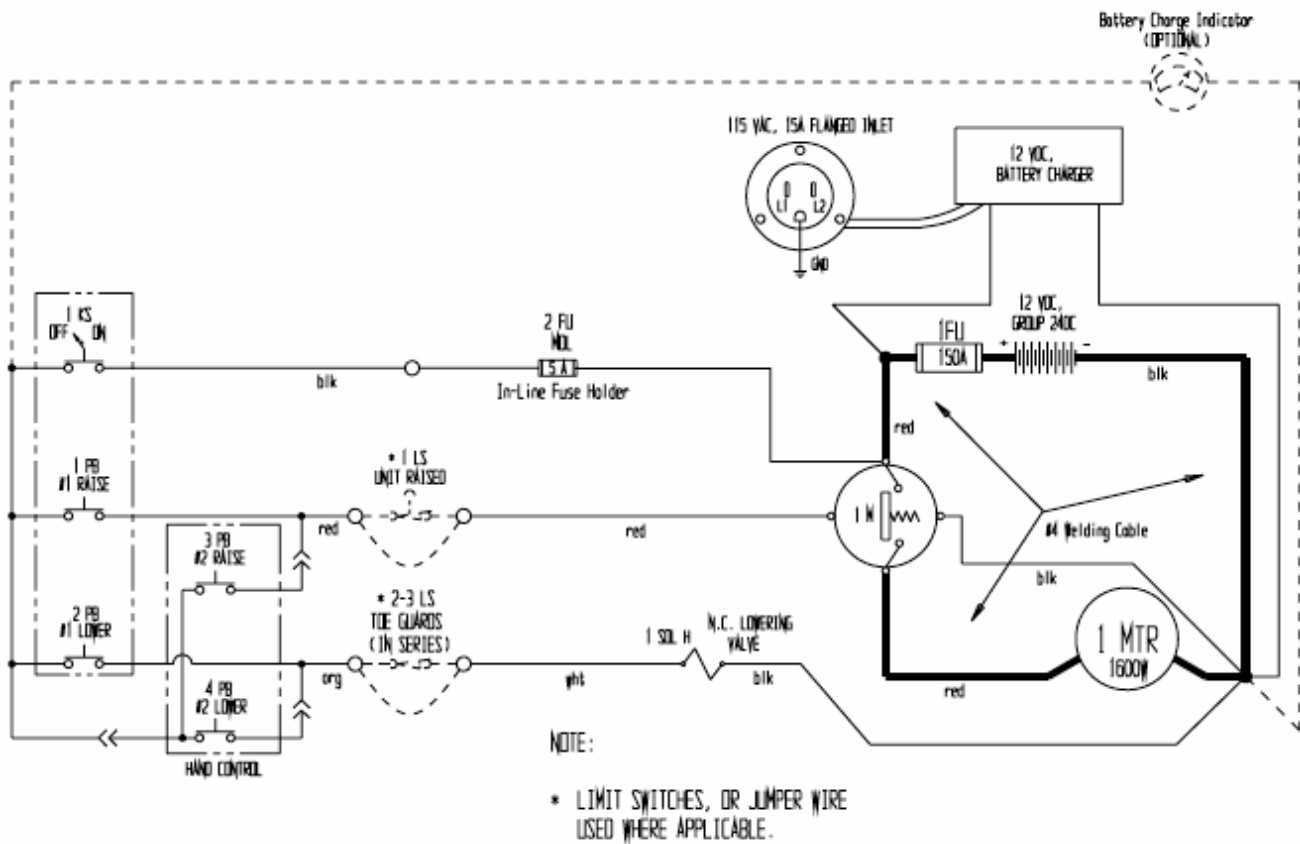 Battery Charge Indicator
(OPTIONAL)
115 VAC, 15A FLANGED INLET
L1 L2
GND
12 VDC,
BATTERY CHARGER
1 KS
OFF ON
blk
2 FU
MDL
5 A
In-Line Fuse Holder
1FU
150A
12 VDC,
GROUP 24DC
+ -
blk
red
1 PB
#1 RAISE
red
* 1 LS
UNIT RAISED
red
1 M
#4 Welding Cable
blk
3 PB
#2 RAISE
2 PB
#1 LOWER
org
* 2-3 LS
TOE GUARDS
(IN SERIES)
wht
1 SOL H
N.C. LOWERING
VALVE
blk
red
1 MTR
1600W
4 PB
#2 LOWER
HAND CONTROL
NOTE:
* LIMIT SWITCHES, OR JUMPER WIRE
USED WHERE APPLICABLE.